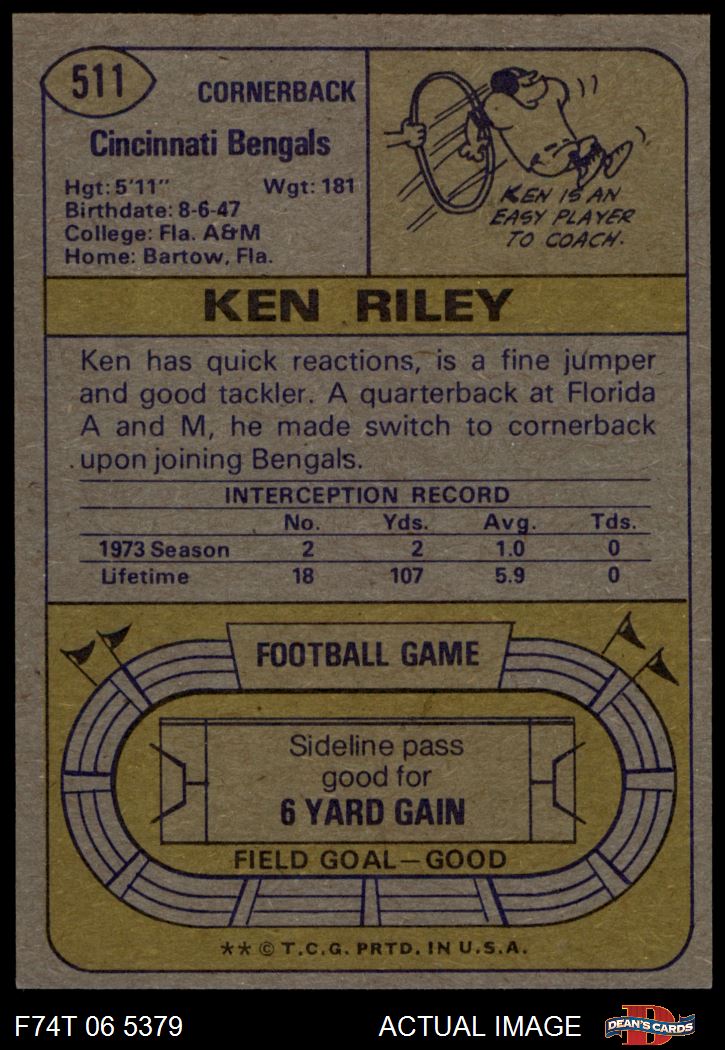 511
CORNERBACK
Cincinnati Bengals
Hgt: 5'11" Wgt: 181
Birthdate: 8-6-47
College: Fla. A&M
Home: Bartow, Fla.
KEN IS AN
EASY PLAYER
TO COACH.
KEN RILEY
Ken has quick reactions, is a fine jumper
and good tackler. A quarterback at Florida
A and M, he made switch to cornerback
upon joining Bengals.
INTERCEPTION RECORD
No. Yds. Avg. Tds.
1973 Season 2 2 1.0 0
Lifetime 18 107 5.9 0
FOOTBALL GAME
Sideline pass
good for
6 YARD GAIN
FIELD GOAL—GOOD
** © T.C.G. PRTD. IN U.S.A.
F74T 06 5379 ACTUAL IMAGE DEAN'S CARDS